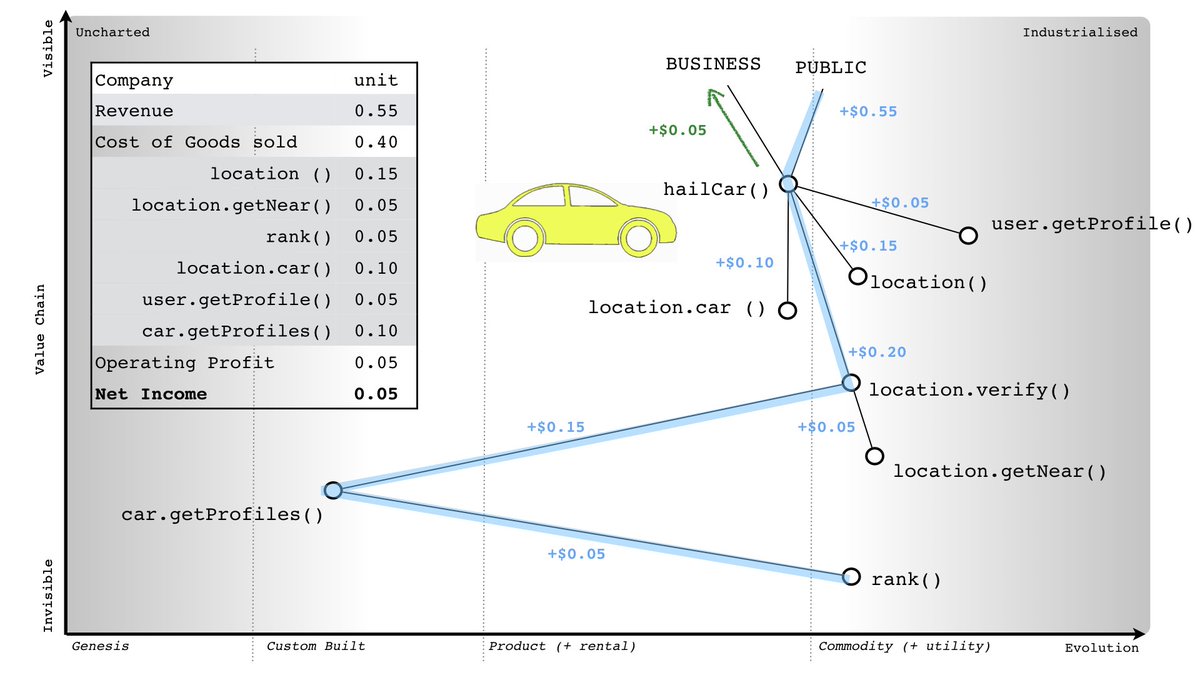 Visible
Uncharted
Industrialised
Company unit
Revenue 0.55
Cost of Goods sold 0.40
location () 0.15
location.getNear() 0.05
rank() 0.05
location.car() 0.10
user.getProfile() 0.05
car.getProfiles() 0.10
Operating Profit 0.05
Net Income 0.05
BUSINESS
PUBLIC
+$0.55
+$0.05
hailCar()
+$0.05
user.getProfile()
+$0.15
+$0.10
location()
location.car ()
Value Chain
+$0.20
location.verify()
+$0.15
+$0.05
location.getNear()
car.getProfiles()
+$0.05
rank()
Invisible
Genesis
Custom Built
Product (+ rental)
Commodity (+ utility)
Evolution